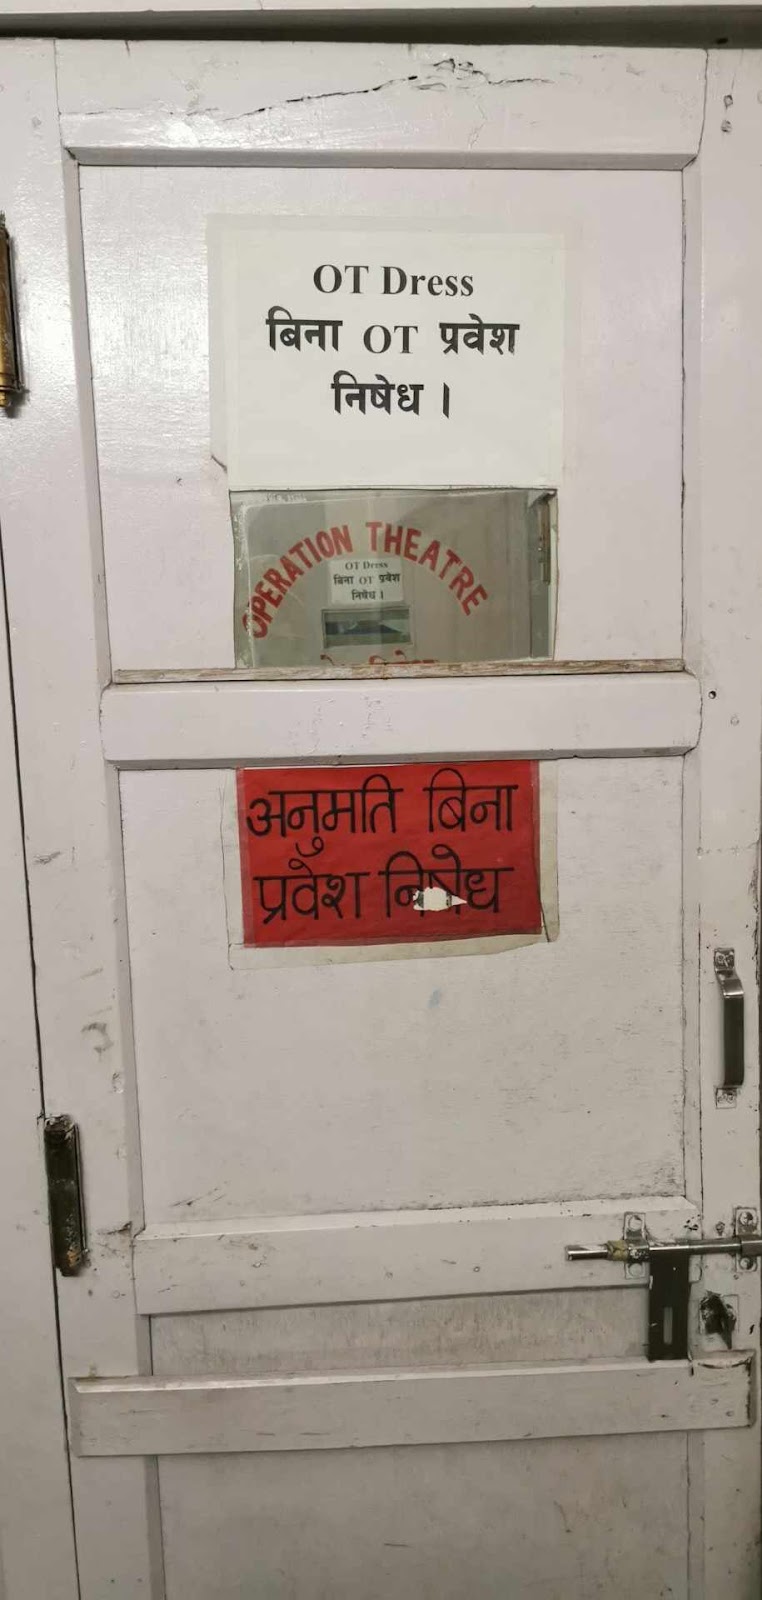 OT Dress
बिना OT प्रवेश
निषेध ।
OPERATION THEATRE
OT Dress
बिना OT प्रवेश
निषेध ।
अनुमति बिना
प्रवेश निषेध